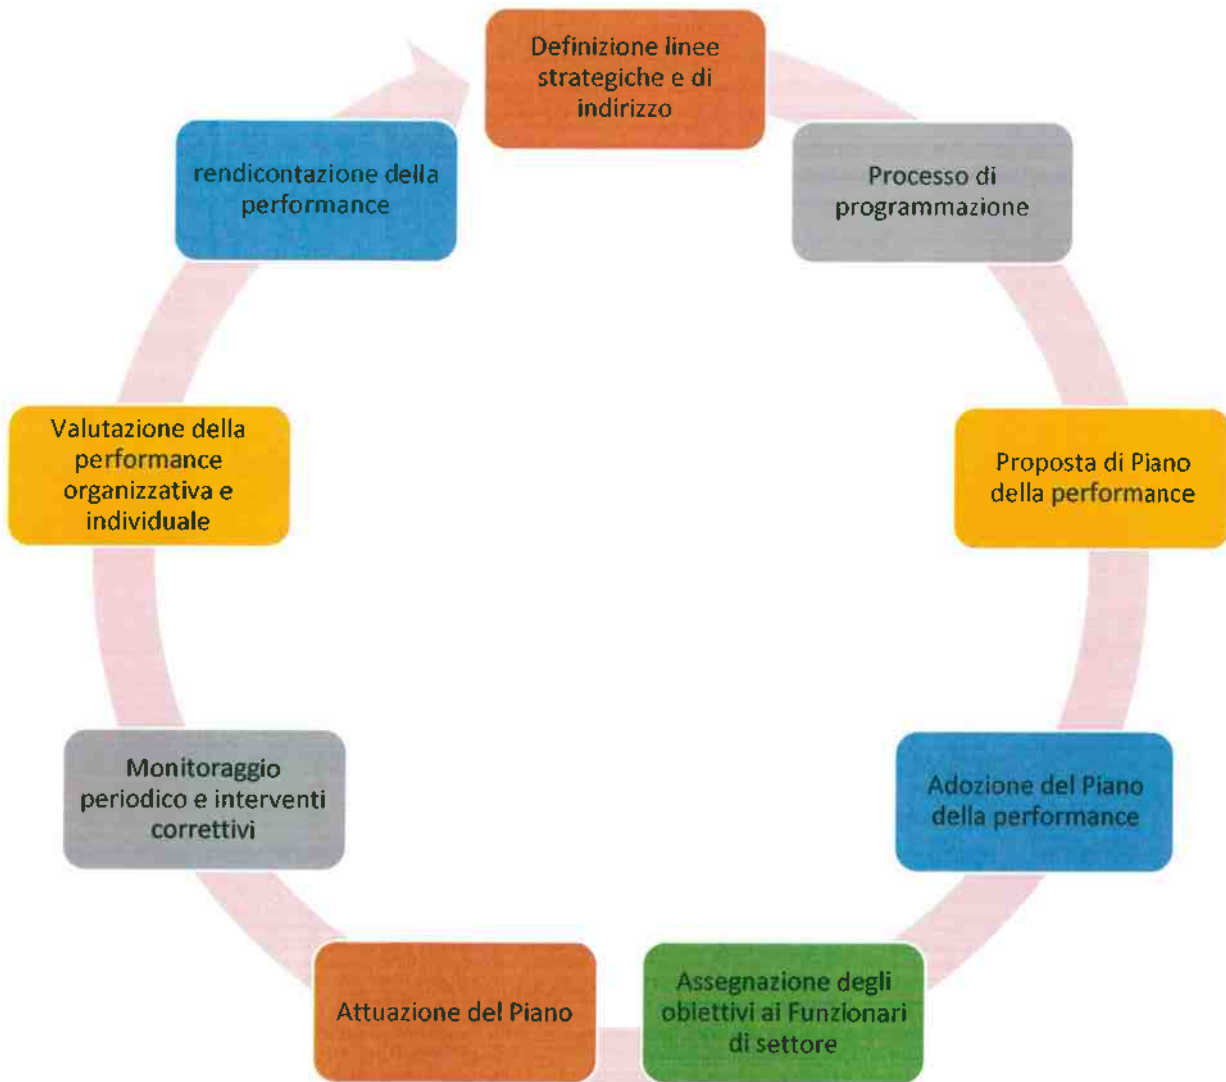 Definizione linee
strategiche e di
indirizzo
Processo di
programmazione
Proposta di Piano
della performance
Adozione del Piano
della performance
Assegnazione degli
obiettivi ai Funzionari
di settore
Attuazione del Piano
Monitoraggio
periodico e interventi
correttivi
Valutazione della
performance
organizzativa e
individuale
rendicontazione della
performance